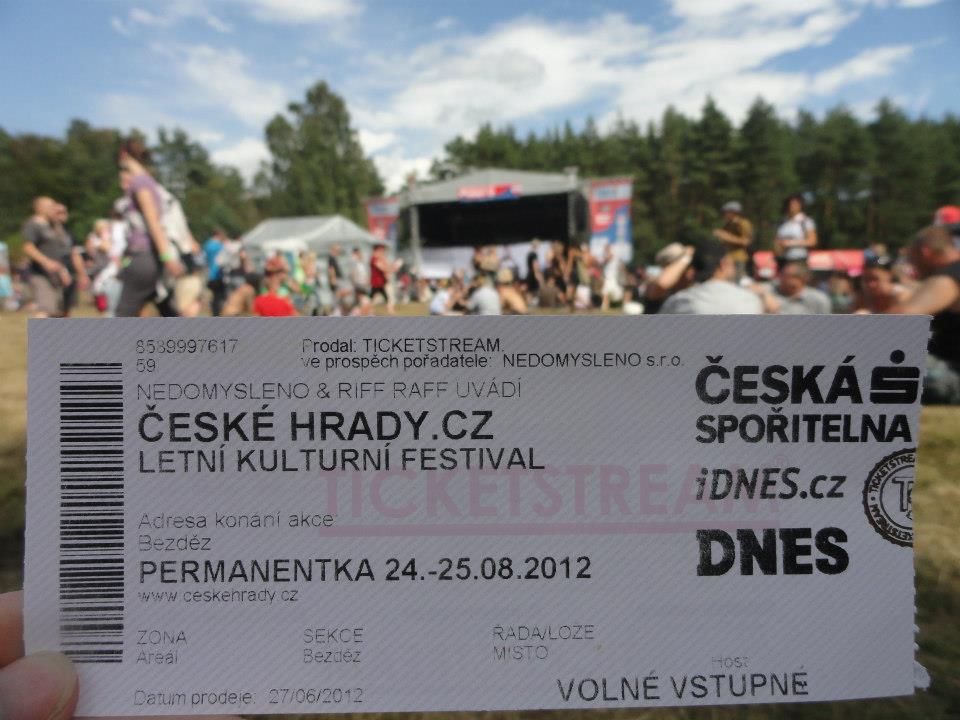 8589997617
59
Prodal: TICKETSTREAM,
ve prospěch pořadatele: NEDOMYSLENO s.r.o.
NEDOMYSLENO & RIFF RAFF UVÁDÍ
ČESKÉ HRADY.CZ
LETNÍ KULTURNÍ FESTIVAL
TICKETSTREAM
Adresa konání akce
Bezděz
PERMANENTKA 24.-25.08.2012
www.ceskehrady.cz
ZONA
Areál
SEKCE
Bezděz
ŘADA/LOZE
MÍSTO
Host
VOLNÉ VSTUPNÉ
Datum prodeje: 27/06/2012
ČESKÁ
SPOŘITELNA
iDNES.cz
DNES